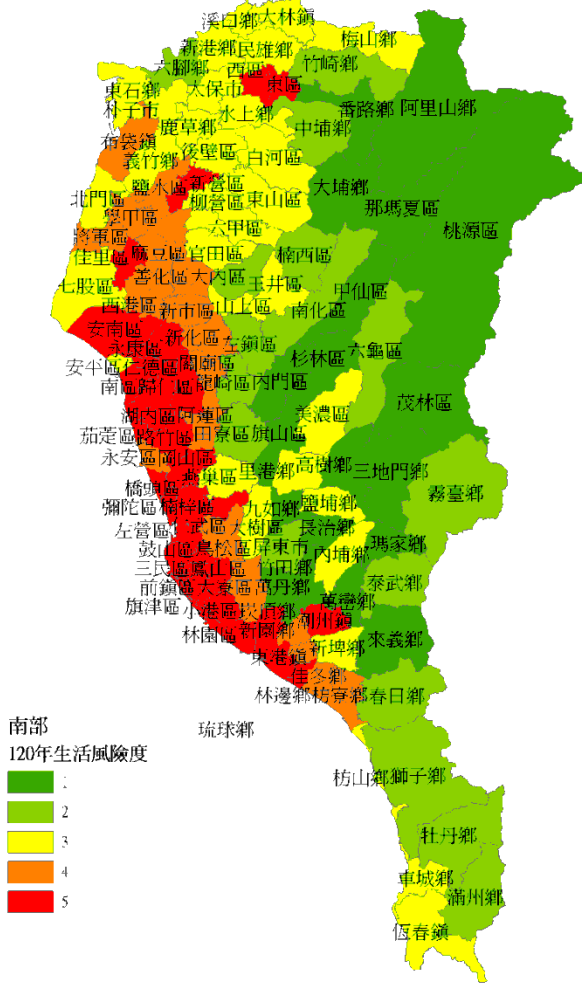 溪口鄉 大林鎮
梅山鄉
新港鄉 民雄鄉
竹崎鄉
六腳鄉 西區
東石鄉 太保市 東區
朴子市 水上鄉 番路鄉 阿里山鄉
鹿草鄉 中埔鄉
布袋鎮
義竹鄉 後壁區 白河區
鹽水區 新營區 大埔鄉
北門區 柳營區 東山區 那瑪夏區
學甲區 六甲區 桃源區
將軍區
佳里區 麻豆區 官田區 楠西區
七股區 善化區 大內區 玉井區 甲仙區
西港區 新市區 山上區 南化區
安南區 新化區 左鎮區
永康區 杉林區 六龜區
安平區 仁德區 關廟區
南區 歸仁區 龍崎區 內門區
茂林區
湖內區 阿蓮區 美濃區
茄萣區 路竹區 田寮區 旗山區
永安區 岡山區
燕巢區 里港鄉 高樹鄉 三地門鄉
橋頭區 霧臺鄉
彌陀區 楠梓區 九如鄉 鹽埔鄉
左營區 武區 大樹區 長治鄉
鼓山區 鳥松區 屏東市 內埔鄉 瑪家鄉
三民區 鳳山區 竹田鄉 泰武鄉
前鎮區 大寮區 萬丹鄉
旗津區 小港區 崁頂鄉 萬巒鄉
潮州鎮
林園區 新園鄉 新埤鄉 來義鄉
東港鎮
佳冬鄉
林邊鄉 枋寮鄉 春日鄉
琉球鄉
枋山鄉 獅子鄉
牡丹鄉
車城鄉
滿州鄉
恆春鎮
南部
120年生活風險度
1
2
3
4
5